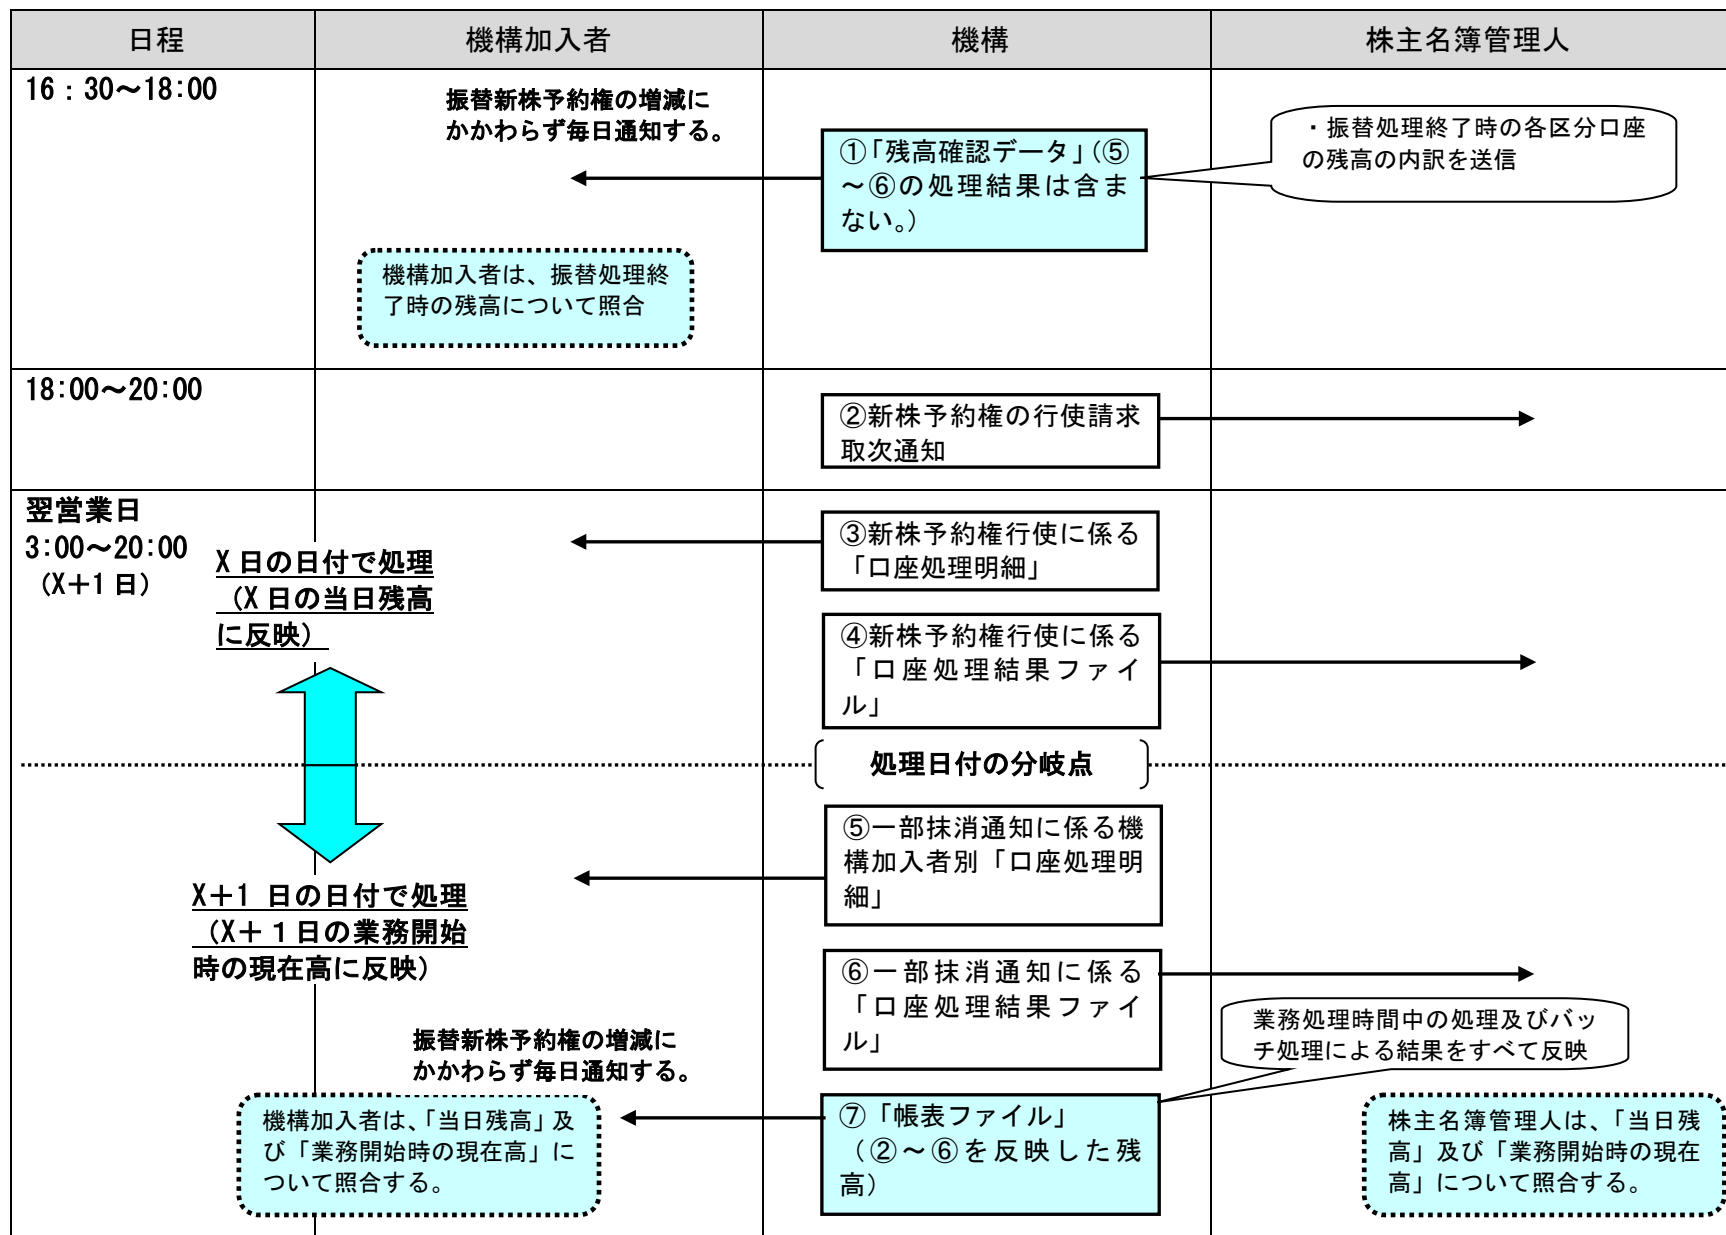 日程
機構加入者
機構
株主名簿管理人
16：30～18:00
振替新株予約権の増減に
かかわらず毎日通知する。
①「残高確認データ」（⑤
～⑥の処理結果は含ま
ない。）
・振替処理終了時の各区分口座
の残高の内訳を送信
機構加入者は、振替処理終
了時の残高について照合
18:00～20:00
②新株予約権の行使請求
取次通知
翌営業日
3:00～20:00
（X＋1日）
X 日の日付で処理
（X 日の当日残高
に反映）
③新株予約権行使に係る
「口座処理明細」
④新株予約権行使に係る
「口座処理結果ファイ
ル」
処理日付の分岐点
⑤一部抹消通知に係る機
構加入者別「口座処理明
細」
X＋1 日の日付で処理
（X＋１日の業務開始
時の現在高に反映）
⑥一部抹消通知に係る
「口座処理結果ファイ
ル」
業務処理時間中の処理及びバッ
チ処理による結果をすべて反映
振替新株予約権の増減に
かかわらず毎日通知する。
機構加入者は、「当日残高」及
び「業務開始時の現在高」に
ついて照合する。
⑦「帳表ファイル」
（②～⑥を反映した残
高）
株主名簿管理人は、「当日残
高」及び「業務開始時の現在
高」について照合する。